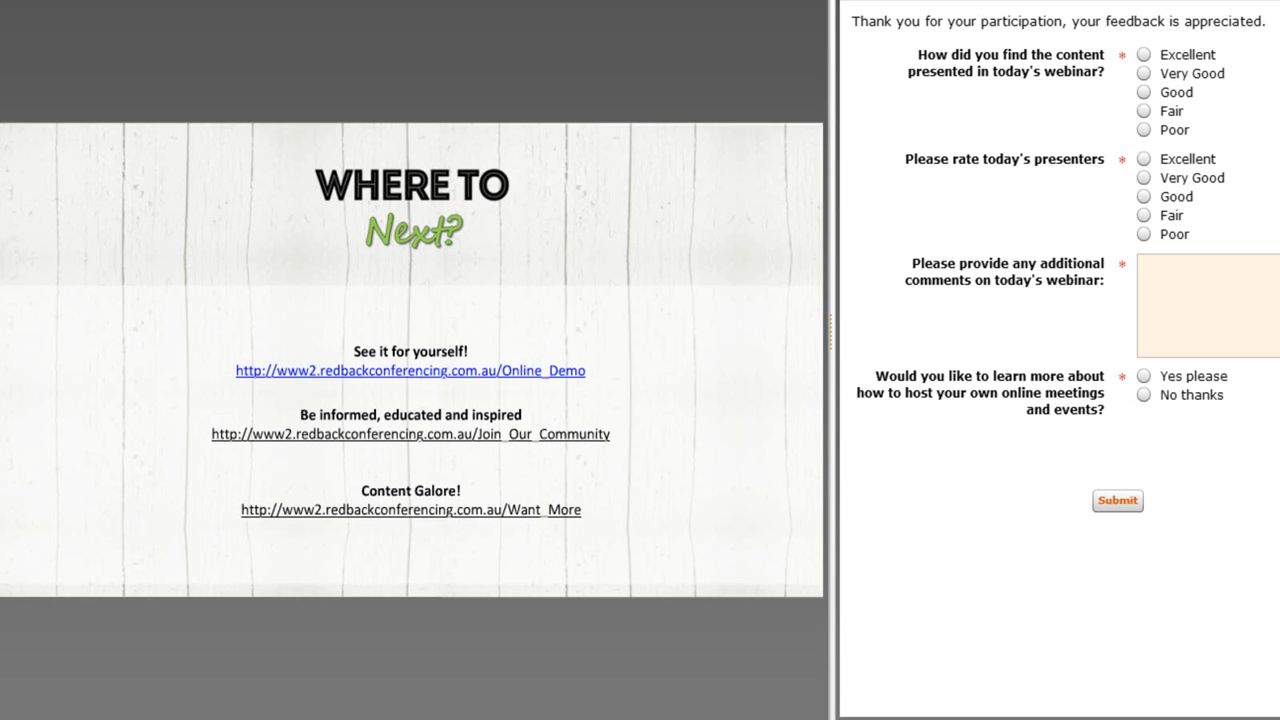 WHERE TO
Next?
See it for yourself!
http://www2.redbackconferencing.com.au/Online_Demo
Be informed, educated and inspired
http://www2.redbackconferencing.com.au/Join_Our_Community
Content Galore!
http://www2.redbackconferencing.com.au/Want_More
Thank you for your participation, your feedback is appreciated.
How did you find the content
presented in today's webinar?
*
Excellent
Very Good
Good
Fair
Poor
Please rate today's presenters
*
Excellent
Very Good
Good
Fair
Poor
Please provide any additional
comments on today's webinar:
*
Would you like to learn more about
how to host your own online meetings
and events?
*
Yes please
No thanks
Submit